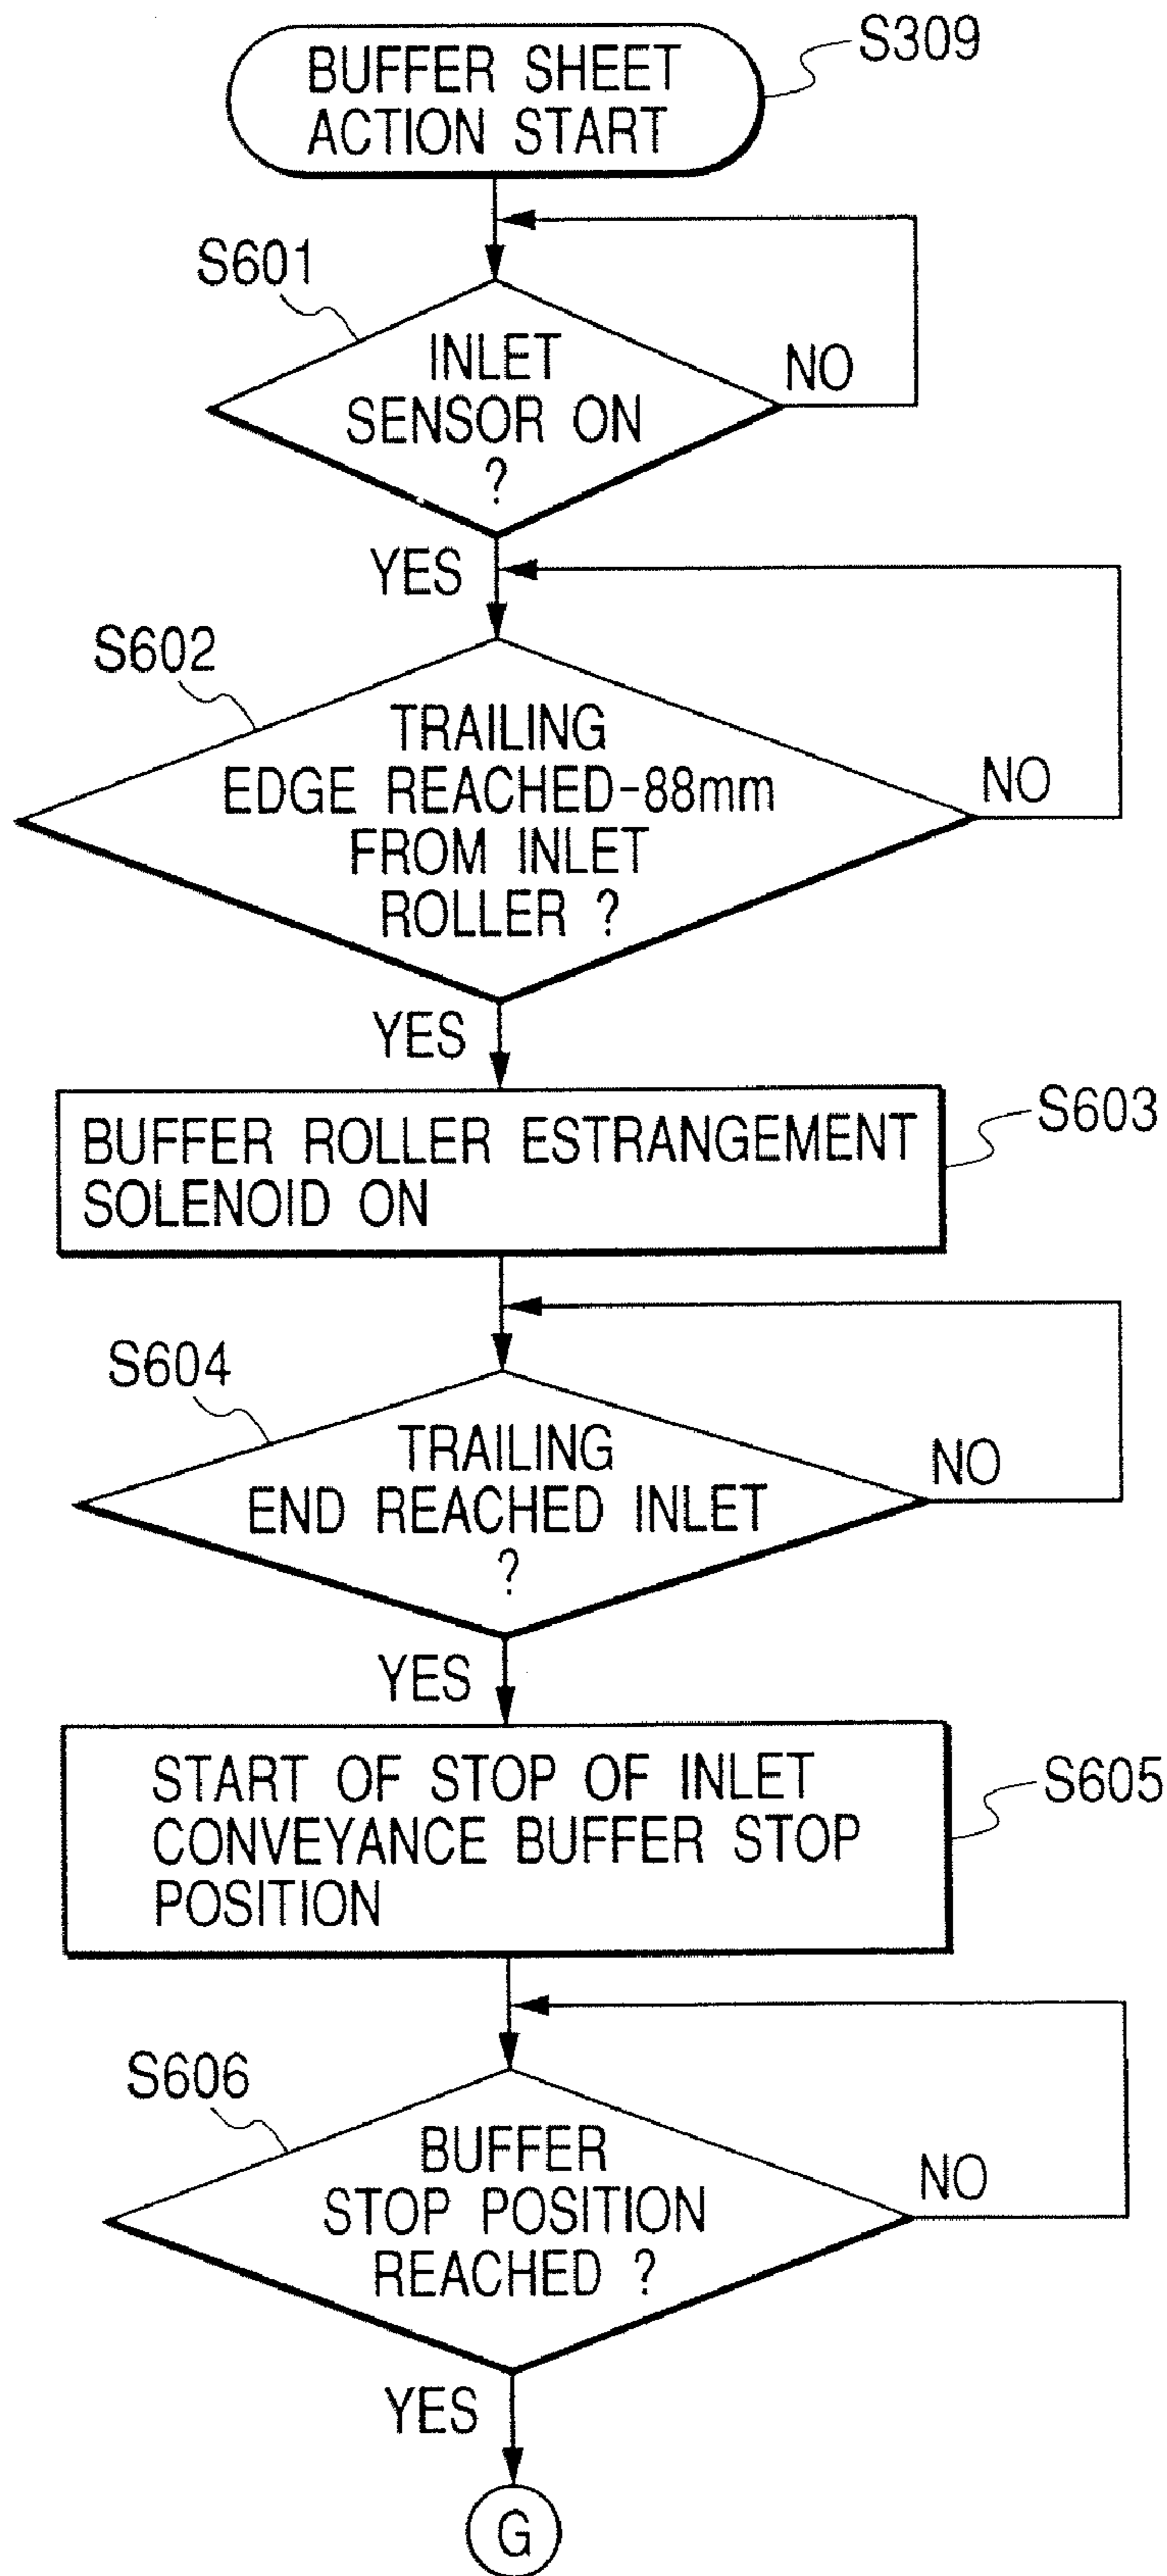 BUFFER SHEET
ACTION START
S309
S601
INLET
SENSOR ON
?
NO
YES
S602
TRAILING
EDGE REACHED-88mm
FROM INLET
ROLLER ?
NO
YES
BUFFER ROLLER ESTRANGEMENT
SOLENOID ON
S603
S604
TRAILING
END REACHED INLET
?
NO
YES
START OF STOP OF INLET
CONVEYANCE BUFFER STOP
POSITION
S605
S606
BUFFER
STOP POSITION
REACHED ?
NO
YES
G